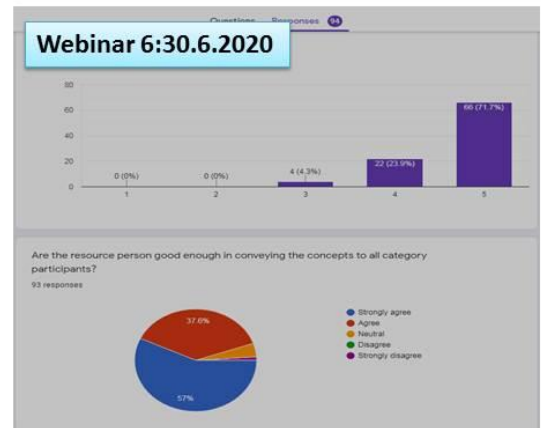 Questions Responses 94
Webinar 6:30.6.2020
80
60
40
20
0
0 (0%)
0 (0%)
4 (4.3%)
22 (23.9%)
66 (71.7%)
1 2 3 4 5
Are the resource person good enough in conveying the concepts to all category
participants?
93 responses
37.6%
57%
Strongly agree
Agree
Neutral
Disagree
Strongly disagree